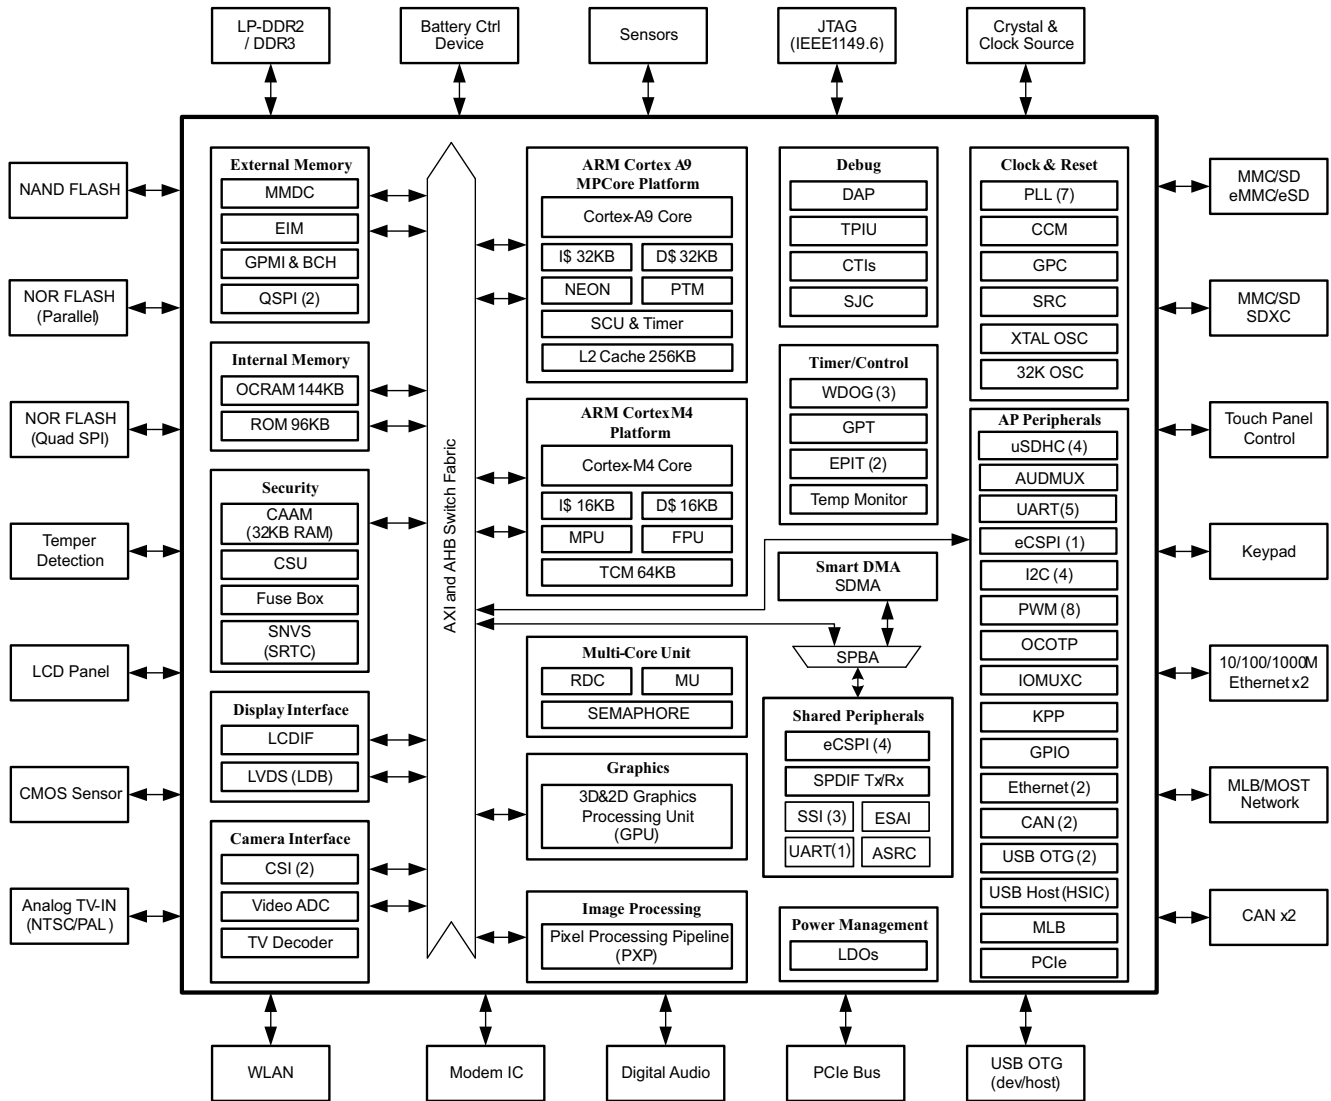 LP-DDR2
/ DDR3
Battery Ctrl
Device
Sensors
JTAG
(IEEE1149.6)
Crystal &
Clock Source
NAND FLASH
NOR FLASH
(Parallel)
NOR FLASH
(Quad SPI)
Temper
Detection
LCD Panel
CMOS Sensor
Analog TV-IN
(NTSC/PAL)
External Memory
MMDC
EIM
GPMI & BCH
QSPI (2)
Internal Memory
OCRAM 144KB
ROM 96KB
Security
CAAM
(32KB RAM)
CSU
Fuse Box
SNVS
(SRTC)
Display Interface
LCDIF
LVDS (LDB)
Camera Interface
CSI (2)
Video ADC
TV Decoder
AXI and AHB Switch Fabric
ARM Cortex A9
MPCore Platform
Cortex-A9 Core
I$ 32KB
D$ 32KB
NEON
PTM
SCU & Timer
L2 Cache 256KB
ARM Cortex M4
Platform
Cortex-M4 Core
I$ 16KB
D$ 16KB
MPU
FPU
TCM 64KB
Multi-Core Unit
RDC
MU
SEMAPHORE
Graphics
3D&2D Graphics
Processing Unit
(GPU)
Image Processing
Pixel Processing Pipeline
(PXP)
Debug
DAP
TPIU
CTIs
SJC
Timer/Control
WDOG (3)
GPT
EPIT (2)
Temp Monitor
Smart DMA
SDMA
SPBA
Shared Peripherals
eCSPI (4)
SPDIF Tx/Rx
SSI (3)
ESAI
UART(1)
ASRC
Power Management
LDOs
Clock & Reset
PLL (7)
CCM
GPC
SRC
XTAL OSC
32K OSC
AP Peripherals
uSDHC (4)
AUDMUX
UART (5)
eCSPI (1)
I2C (4)
PWM (8)
OCOTP
IOMUXC
KPP
GPIO
Ethernet (2)
CAN (2)
USB OTG (2)
USB Host (HSIC)
MLB
PCIe
MMC/SD
eMMC/eSD
MMC/SD
SDXC
Touch Panel
Control
Keypad
10/100/1000M
Ethernet x2
MLB/MOST
Network
CAN x2
WLAN
Modem IC
Digital Audio
PCIe Bus
USB OTG
(dev/host)